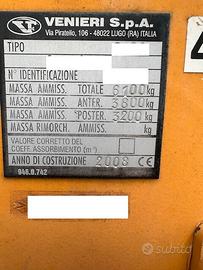 VENIERI S.p.A.
Via Piratello, 106 - 48022 LUGO (RA) ITALIA
TIPO
N° IDENTIFICAZIONE
MASSA AMMISS. TOTALE 6100 kg
MASSA AMMISS. ANTER. 3800 kg
MASSA AMMISS. POSTER. 3200 kg
MASSA RIMORCH. AMMISS. kg
VALORE CORRETTO DEL
COEFF. ASSORBIMENTO (m⁻¹)
ANNO DI COSTRUZIONE 2008
946.0.742
subito